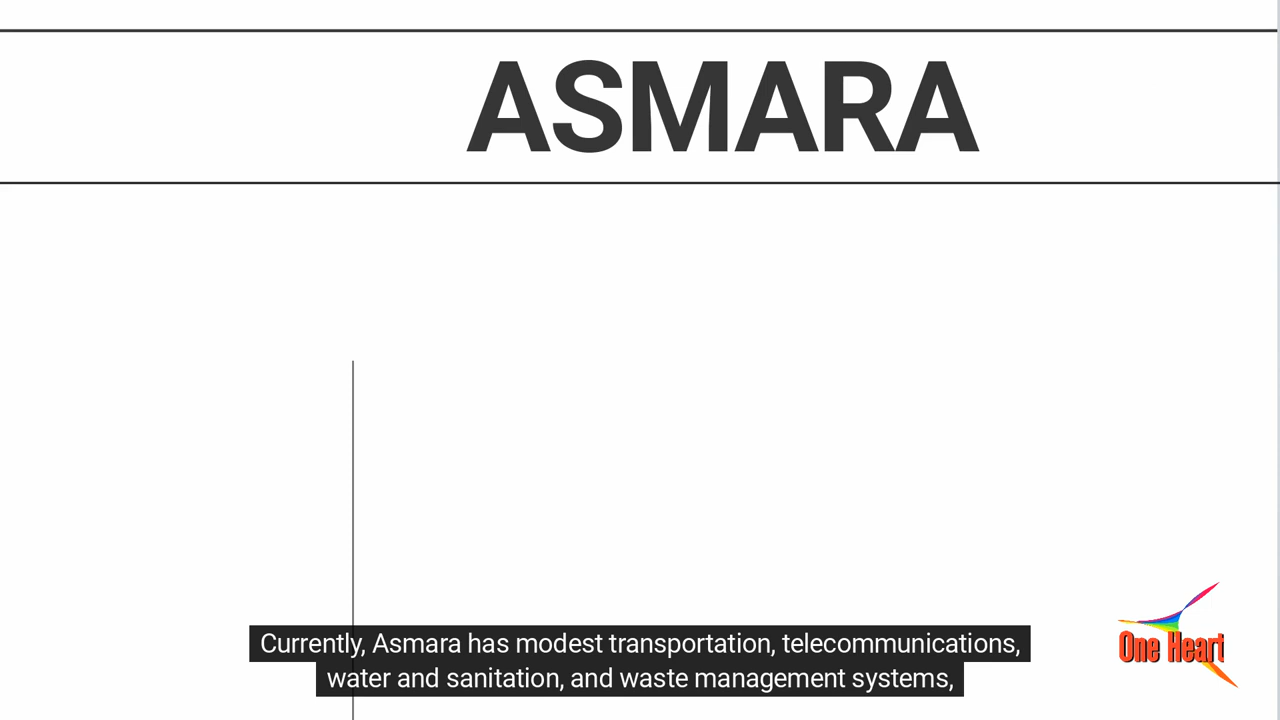 ASMARA
Currently, Asmara has modest transportation, telecommunications,
water and sanitation, and waste management systems,
One Heart